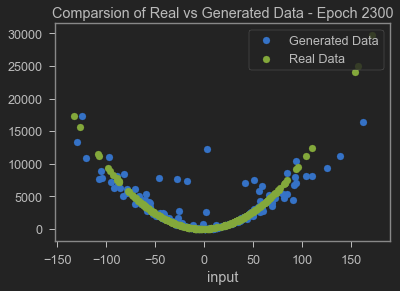 Comparsion of Real vs Generated Data - Epoch 2300
30000
25000
20000
15000
10000
5000
0
Generated Data
Real Data
−150 −100 −50 0 50 100 150
input